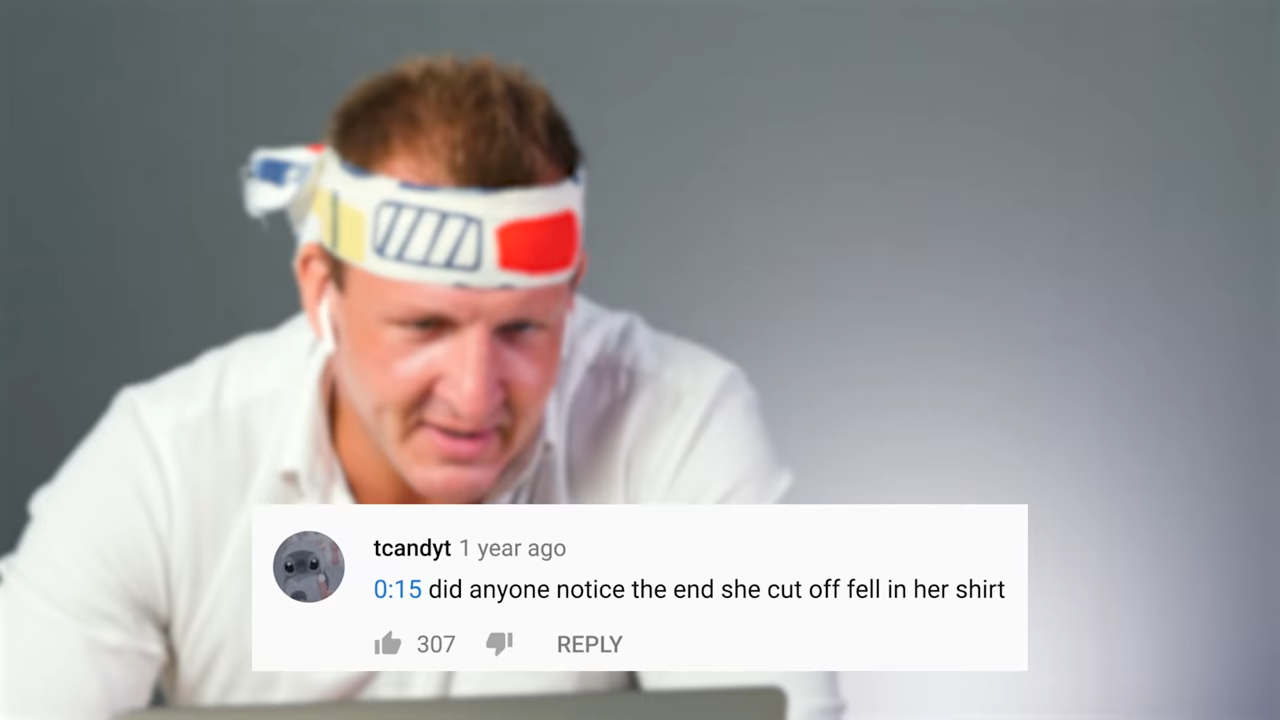 tcandyt 1 year ago
0:15 did anyone notice the end she cut off fell in her shirt
307 REPLY